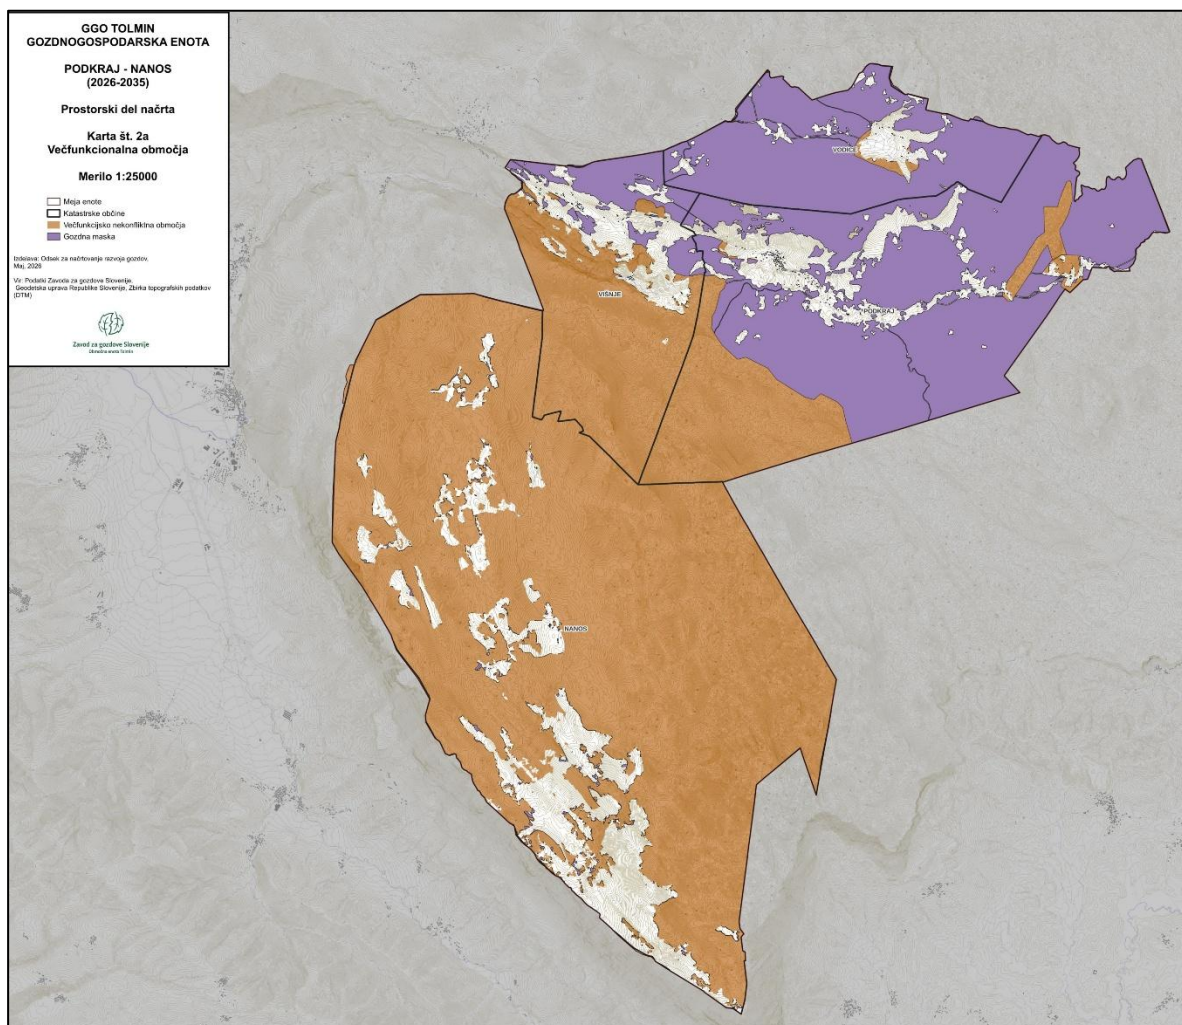 GGO TOLMIN
GOZDNOGOSPODARSKA ENOTA
PODKRAJ - NANOS
(2026-2035)
Prostorski del načrta
Karta št. 2a
Večfunkcionalna območja
Merilo 1:25000
Meja enote
Katastrske občine
Večfunkcijsko nekonfliktna območja
Gozdna maska
Izdelava: Odsek za načrtovanje razvoja gozdov,
Maj, 2026
Vir: Podatki Zavoda za gozdove Slovenije,
Geodetska uprava Republike Slovenije, Zbirka topografskih podatkov
(DTM)
Zavod za gozdove Slovenije
Območna enota Tolmin
VODICE
VIŠNJE
PODKRAJ
NANOS